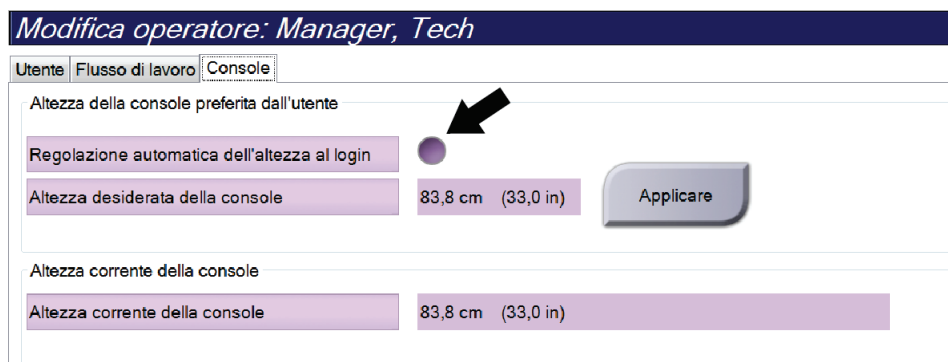 Modifica operatore: Manager, Tech
Utente Flusso di lavoro Console
Altezza della console preferita dall'utente
Regolazione automatica dell'altezza al login
Altezza desiderata della console 83,8 cm (33,0 in) Applicare
Altezza corrente della console
Altezza corrente della console 83,8 cm (33,0 in)